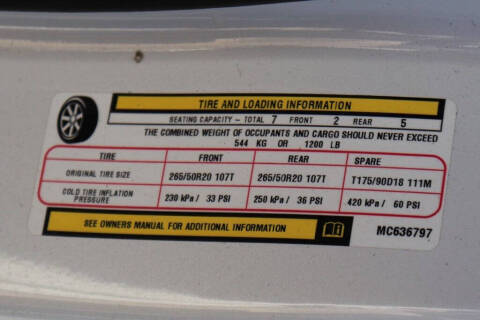 TIRE AND LOADING INFORMATION
SEATING CAPACITY - TOTAL 7 FRONT 2 REAR 5
THE COMBINED WEIGHT OF OCCUPANTS AND CARGO SHOULD NEVER EXCEED
544 KG OR 1200 LB
TIRE FRONT REAR SPARE
ORIGINAL TIRE SIZE 265/50R20 107T 265/50R20 107T T175/90D18 111M
COLD TIRE INFLATION
PRESSURE 230 kPa / 33 PSI 250 kPa / 36 PSI 420 kPa / 60 PSI
SEE OWNERS MANUAL FOR ADDITIONAL INFORMATION MC636797